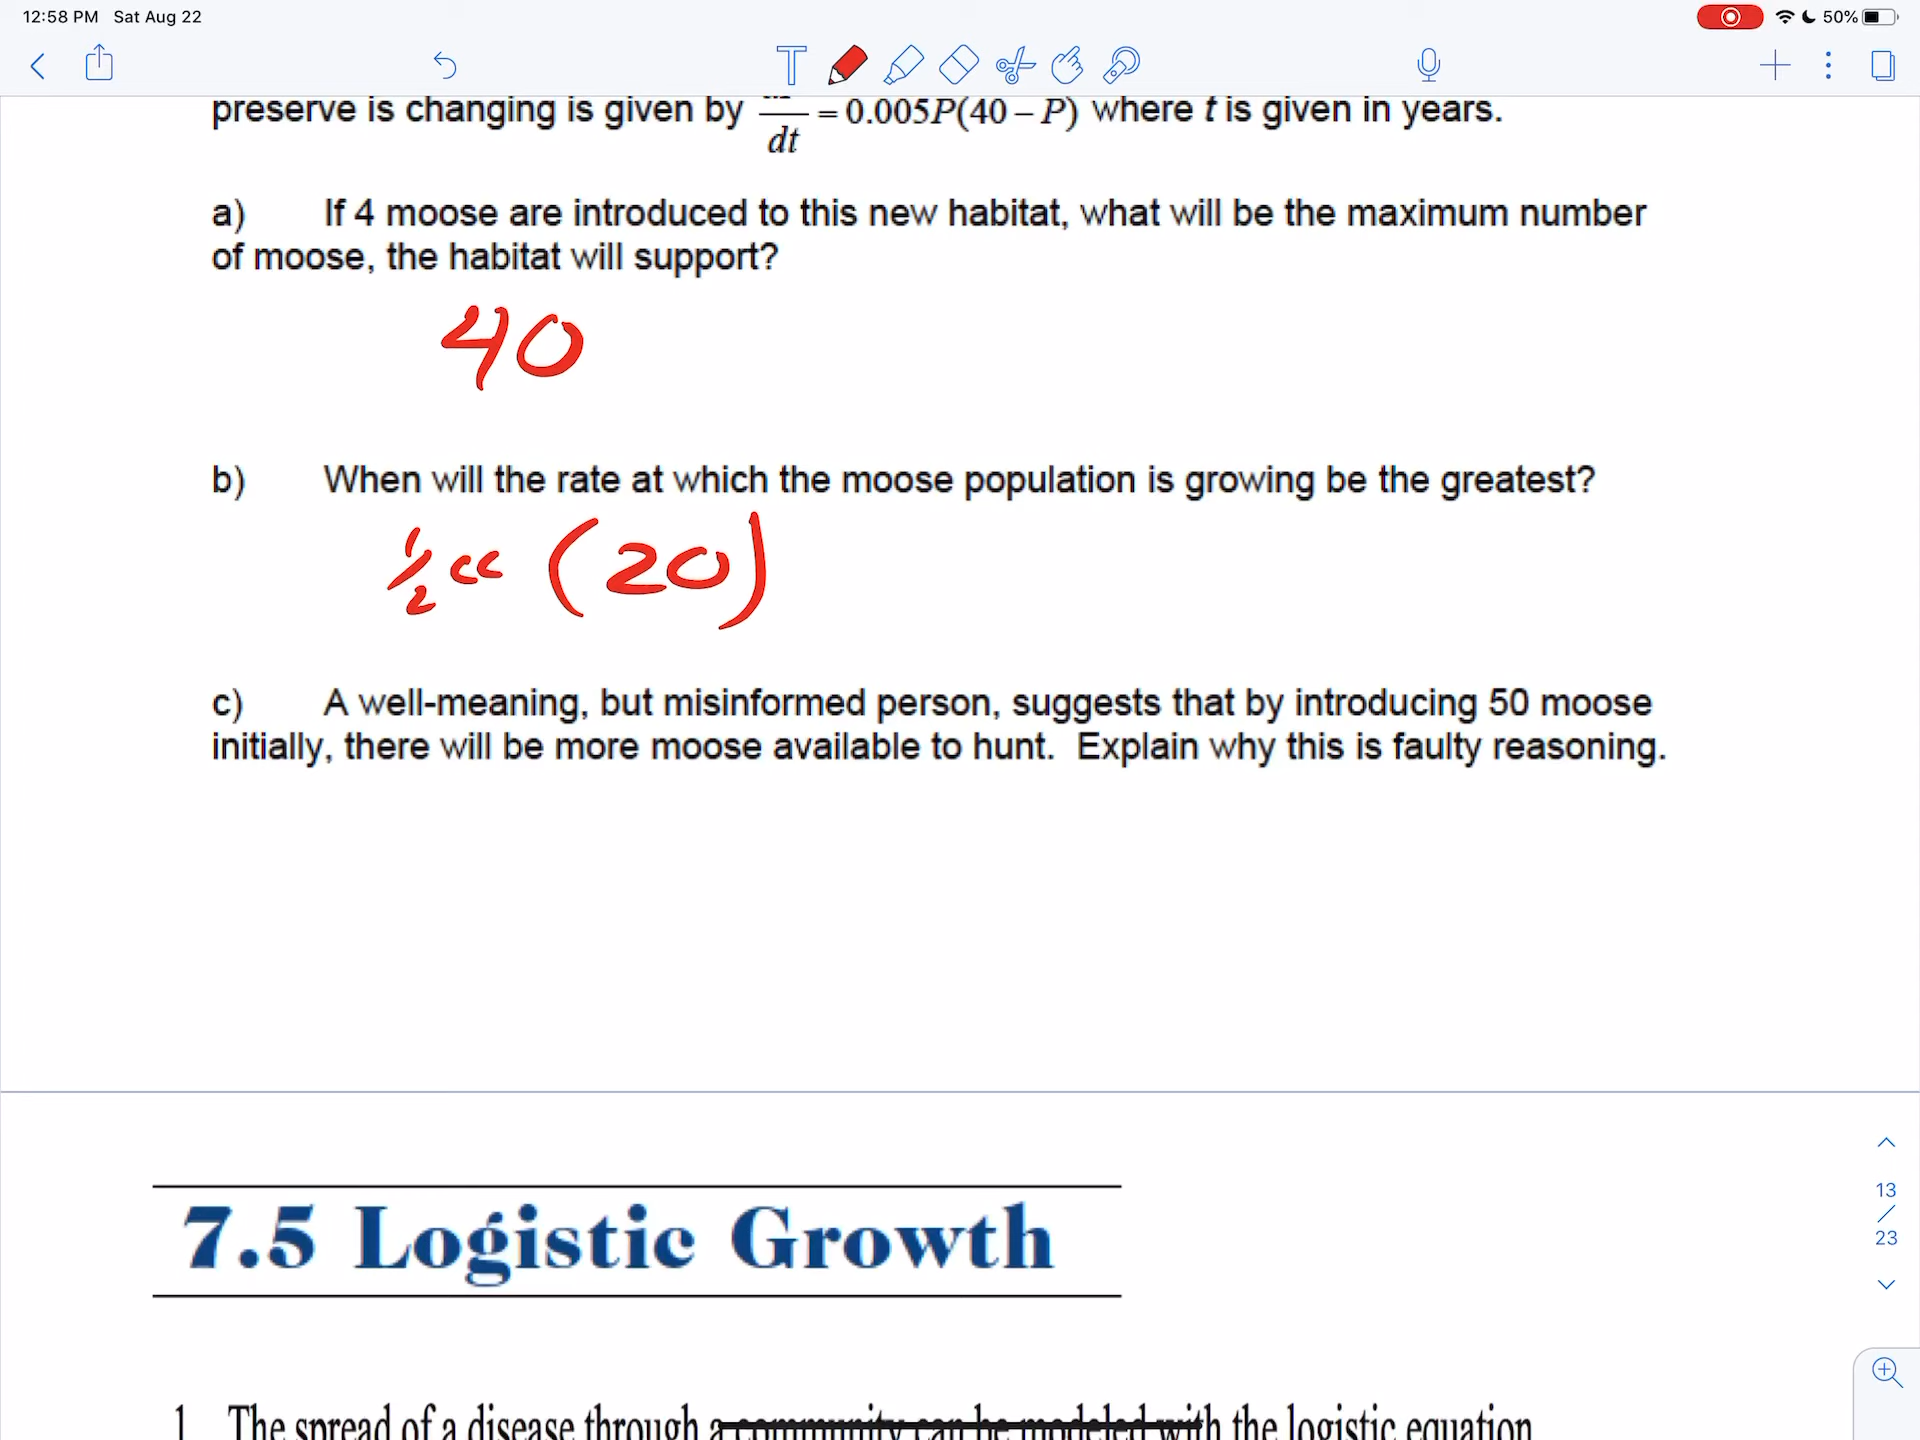 12:58 PM Sat Aug 22 50%
preserve is changing is given by /dt = 0.005P(40 – P) where t is given in years.
a) If 4 moose are introduced to this new habitat, what will be the maximum number
of moose, the habitat will support?
40
b) When will the rate at which the moose population is growing be the greatest?
1/2 cc (20)
c) A well-meaning, but misinformed person, suggests that by introducing 50 moose
initially, there will be more moose available to hunt. Explain why this is faulty reasoning.
13
/
23
7.5 Logistic Growth
1 The spread of a disease through a community can be modeled with the logistic equation